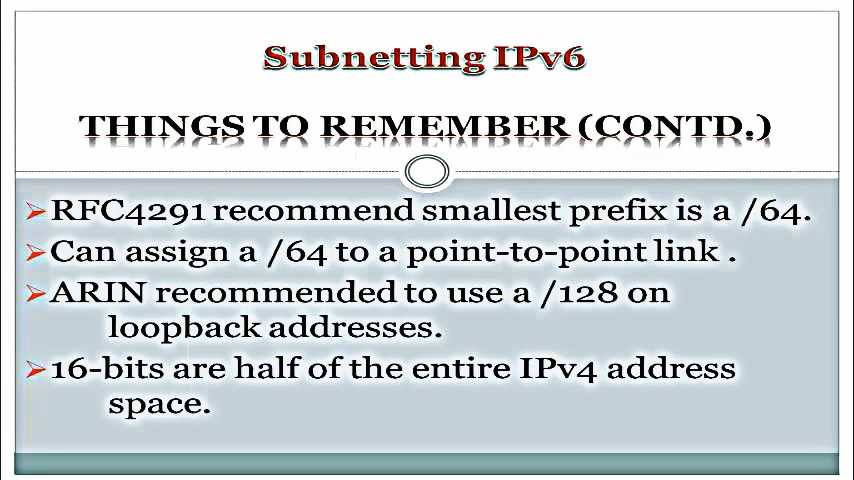 Subnetting IPv6
THINGS TO REMEMBER (CONTD.)
RFC4291 recommend smallest prefix is a /64.
Can assign a /64 to a point-to-point link .
ARIN recommended to use a /128 on
loopback addresses.
16-bits are half of the entire IPv4 address
space.